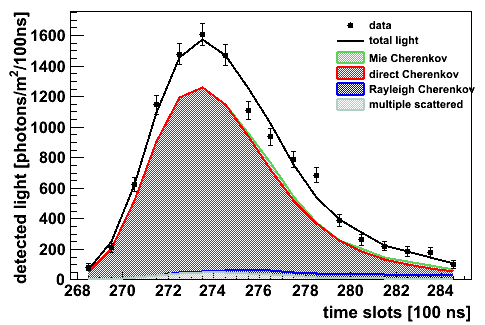 detected light [photons/m²/100ns]
1600
1400
1200
1000
800
600
400
200
0
268 270 272 274 276 278 280 282 284
time slots [100 ns]
data
total light
Mie Cherenkov
direct Cherenkov
Rayleigh Cherenkov
multiple scattered